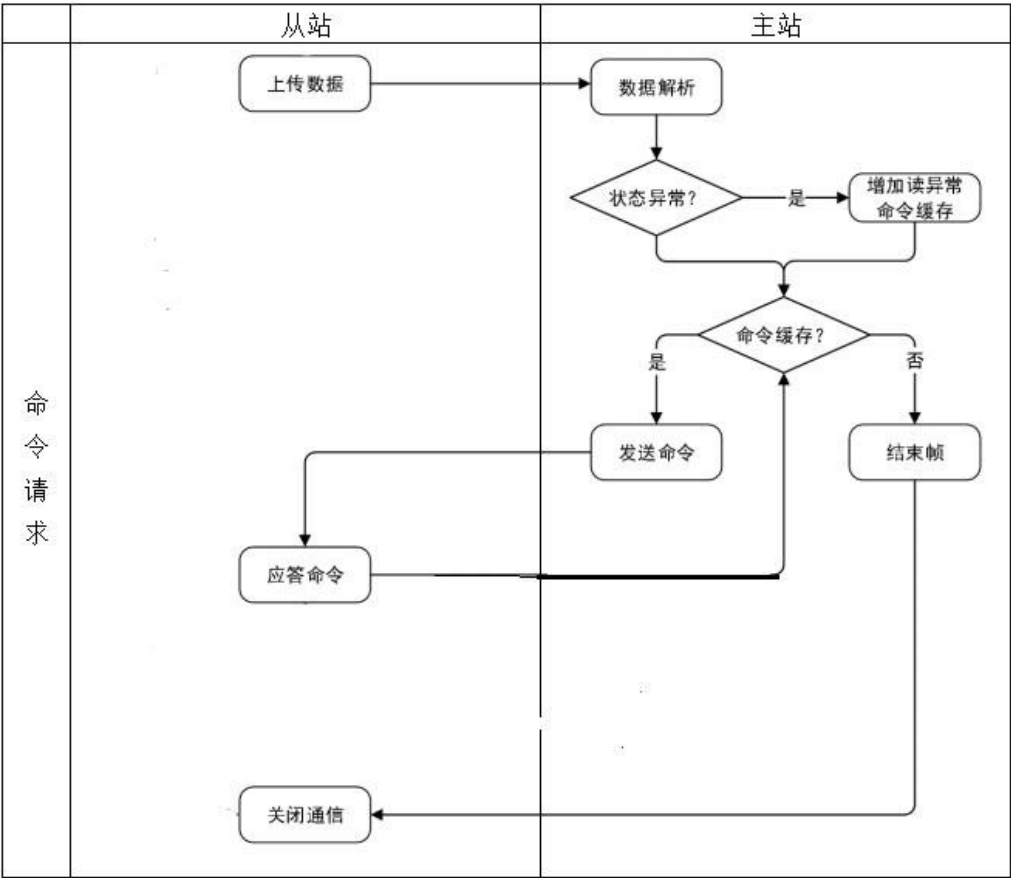 从站
主站
命
令
请
求
上传数据
数据解析
状态异常?
是
增加读异常
命令缓存
命令缓存?
是
否
发送命令
结束帧
应答命令
关闭通信